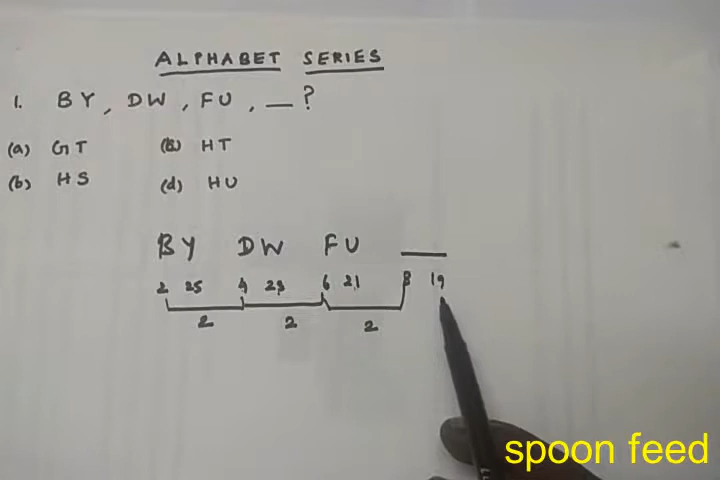 ALPHABET SERIES
1. BY, DW, FU, __ ?
(a) GT (c) HT
(b) HS (d) HU
BY DW FU __
2 25 4 23 6 21 8 19
2 2 2
spoon feed